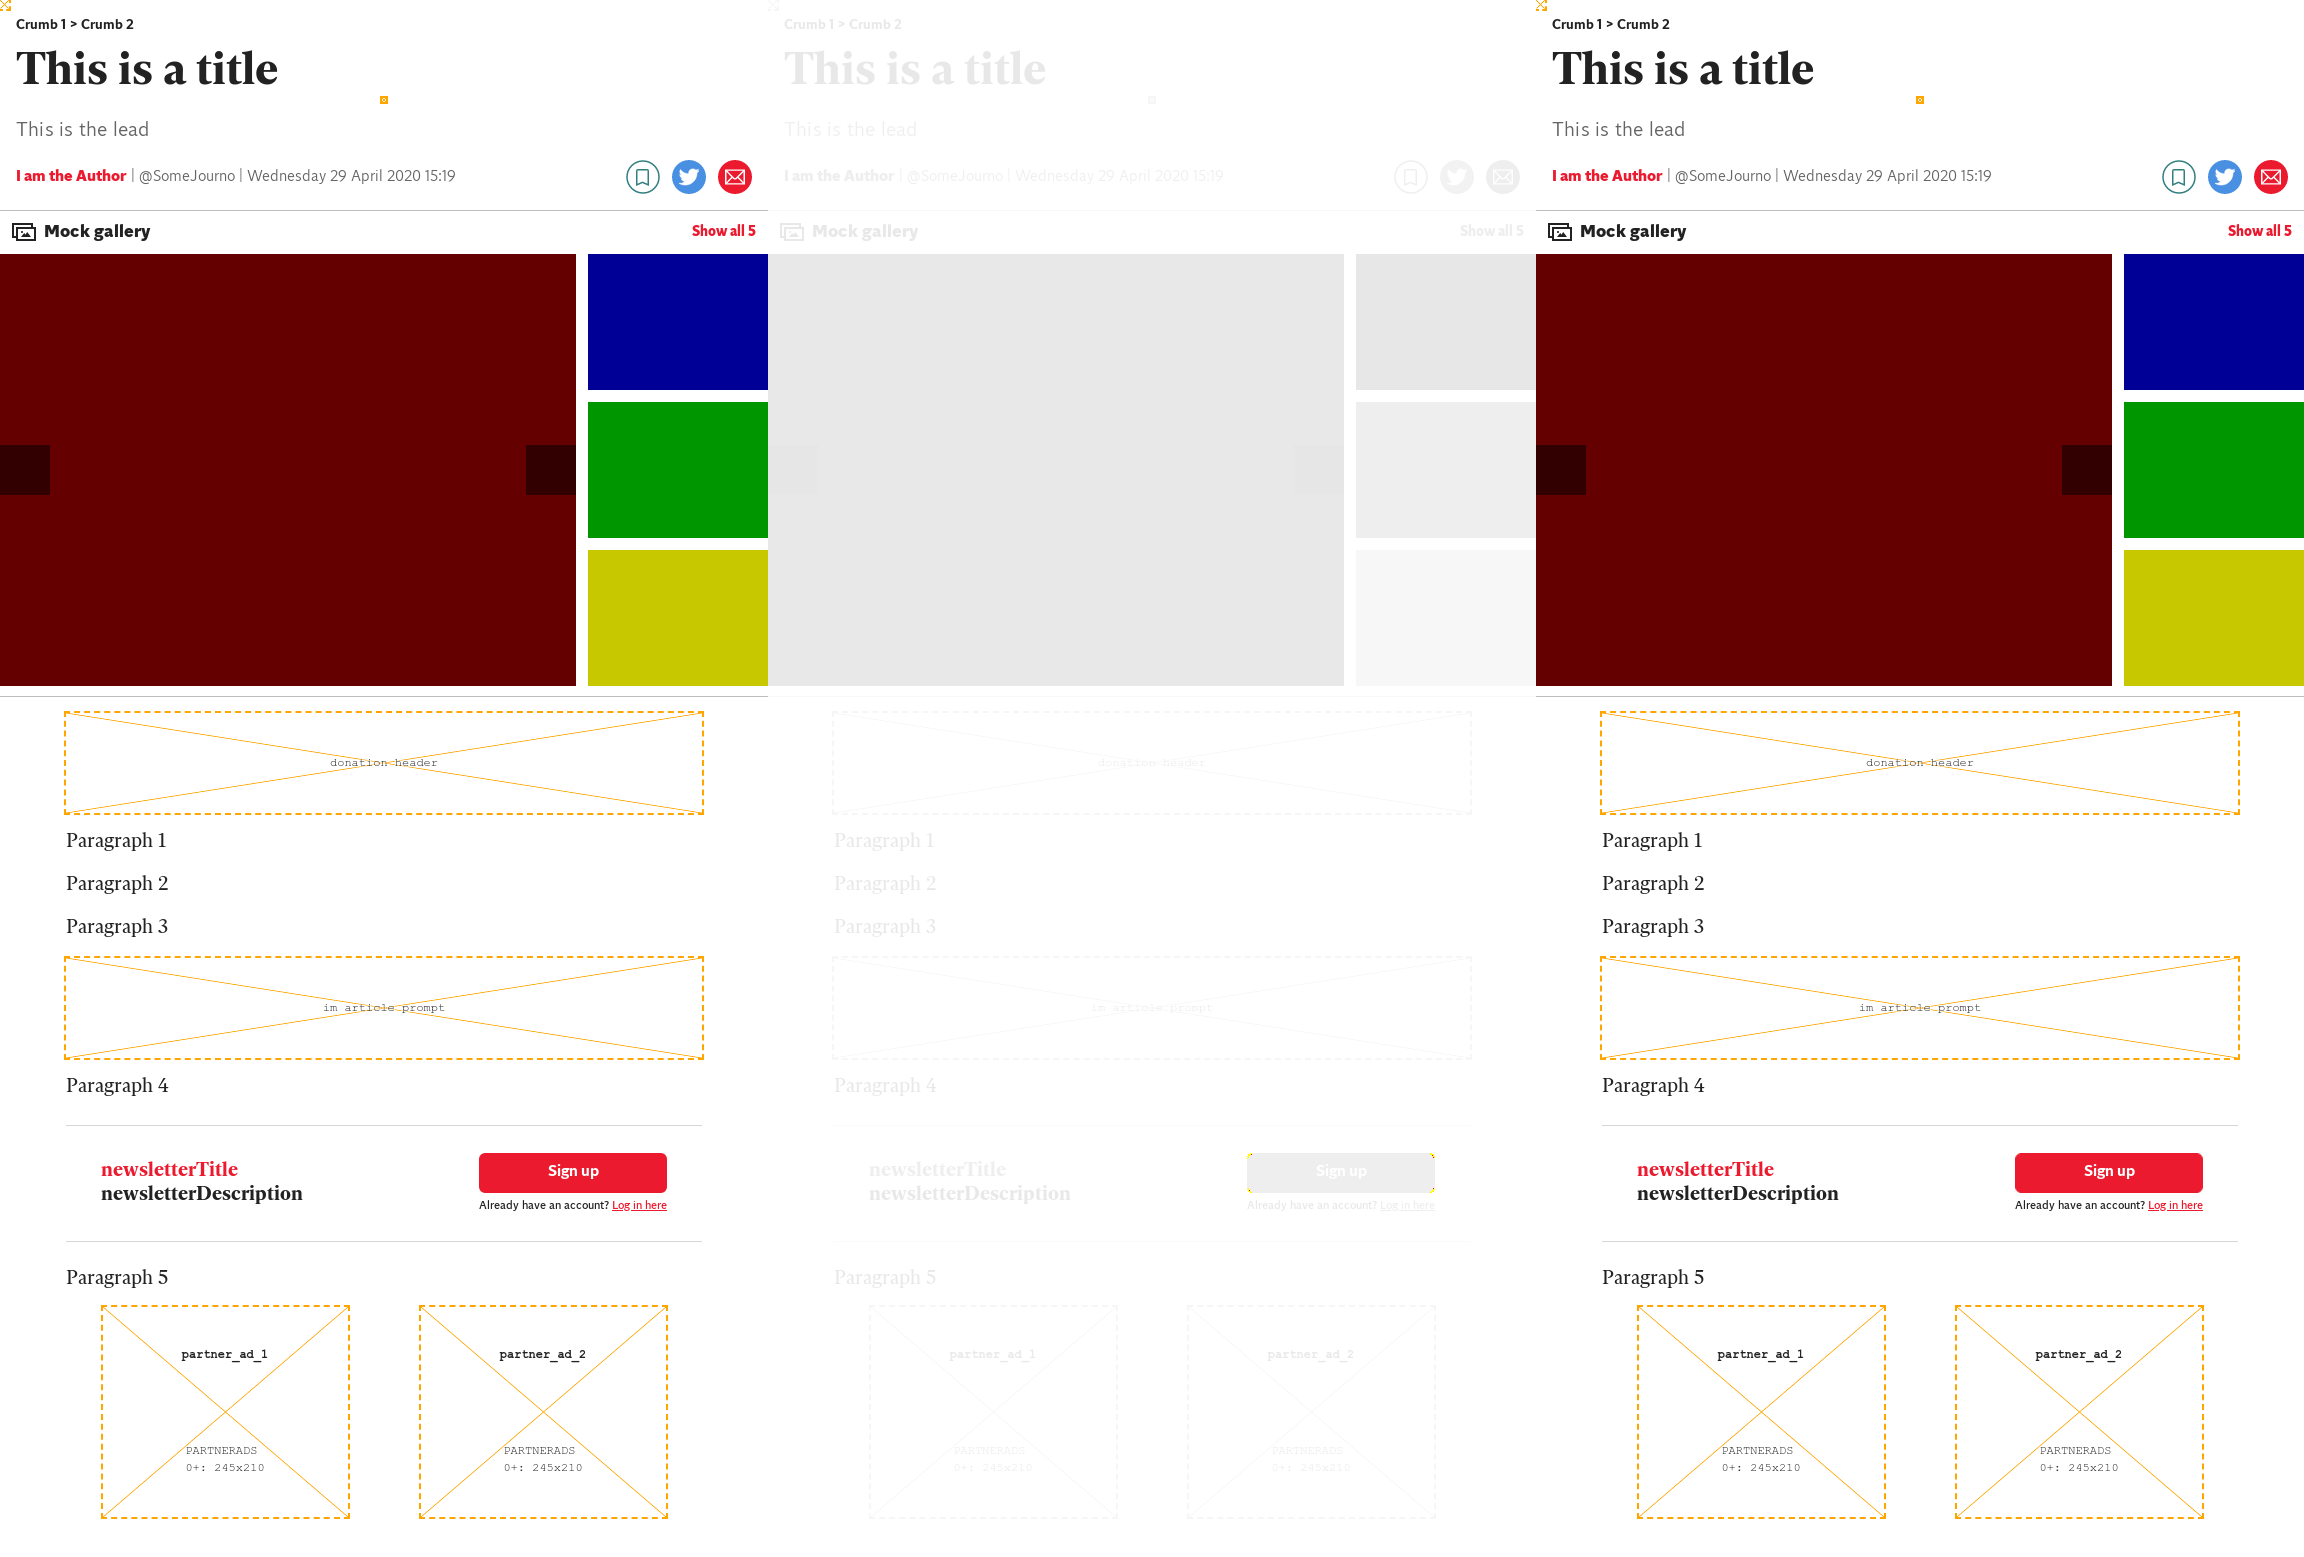 Crumb 1 > Crumb 2
This is a title
This is the lead
I am the Author | @SomeJourno | Wednesday 29 April 2020 15:19
Mock gallery
Show all 5
donation header
Paragraph 1
Paragraph 2
Paragraph 3
im article prompt
Paragraph 4
newsletterTitle
newsletterDescription
Sign up
Already have an account? Log in here
Paragraph 5
partner_ad_1
PARTNERADS
0+: 245x210
partner_ad_2
PARTNERADS
0+: 245x210
Crumb 1 > Crumb 2
This is a title
This is the lead
I am the Author | @SomeJourno | Wednesday 29 April 2020 15:19
Mock gallery
Show all 5
donation header
Paragraph 1
Paragraph 2
Paragraph 3
im article prompt
Paragraph 4
newsletterTitle
newsletterDescription
Sign up
Already have an account? Log in here
Paragraph 5
partner_ad_1
PARTNERADS
0+: 245x210
partner_ad_2
PARTNERADS
0+: 245x210
Crumb 1 > Crumb 2
This is a title
This is the lead
I am the Author | @SomeJourno | Wednesday 29 April 2020 15:19
Mock gallery
Show all 5
donation header
Paragraph 1
Paragraph 2
Paragraph 3
im article prompt
Paragraph 4
newsletterTitle
newsletterDescription
Sign up
Already have an account? Log in here
Paragraph 5
partner_ad_1
PARTNERADS
0+: 245x210
partner_ad_2
PARTNERADS
0+: 245x210